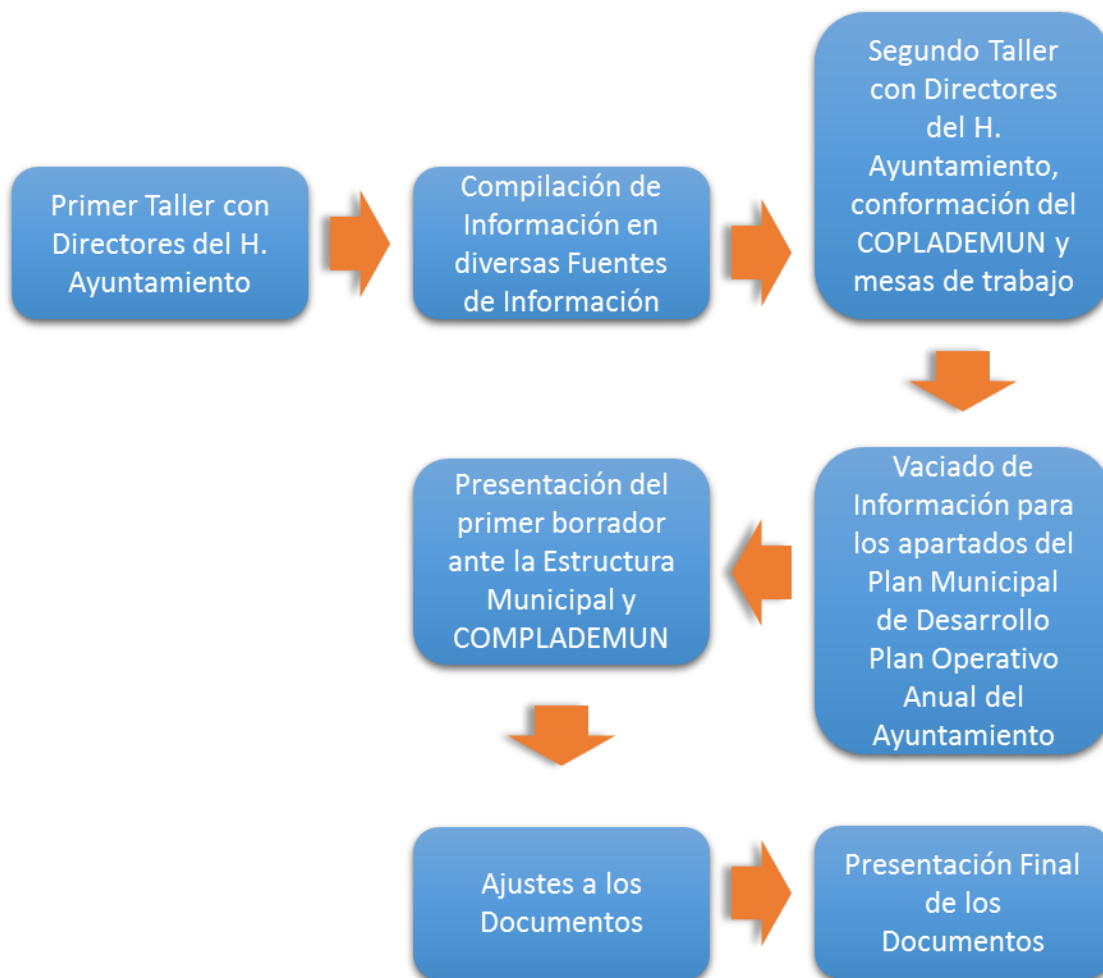 Primer Taller con
Directores del H.
Ayuntamiento
Compilación de
Información en
diversas Fuentes
de Información
Segundo Taller
con Directores
del H.
Ayuntamiento,
conformación del
COPLADEMUN y
mesas de trabajo
Vaciado de
Información para
los apartados del
Plan Municipal
de Desarrollo
Plan Operativo
Anual del
Ayuntamiento
Presentación del
primer borrador
ante la Estructura
Municipal y
COMPLADEMUN
Ajustes a los
Documentos
Presentación Final
de los
Documentos